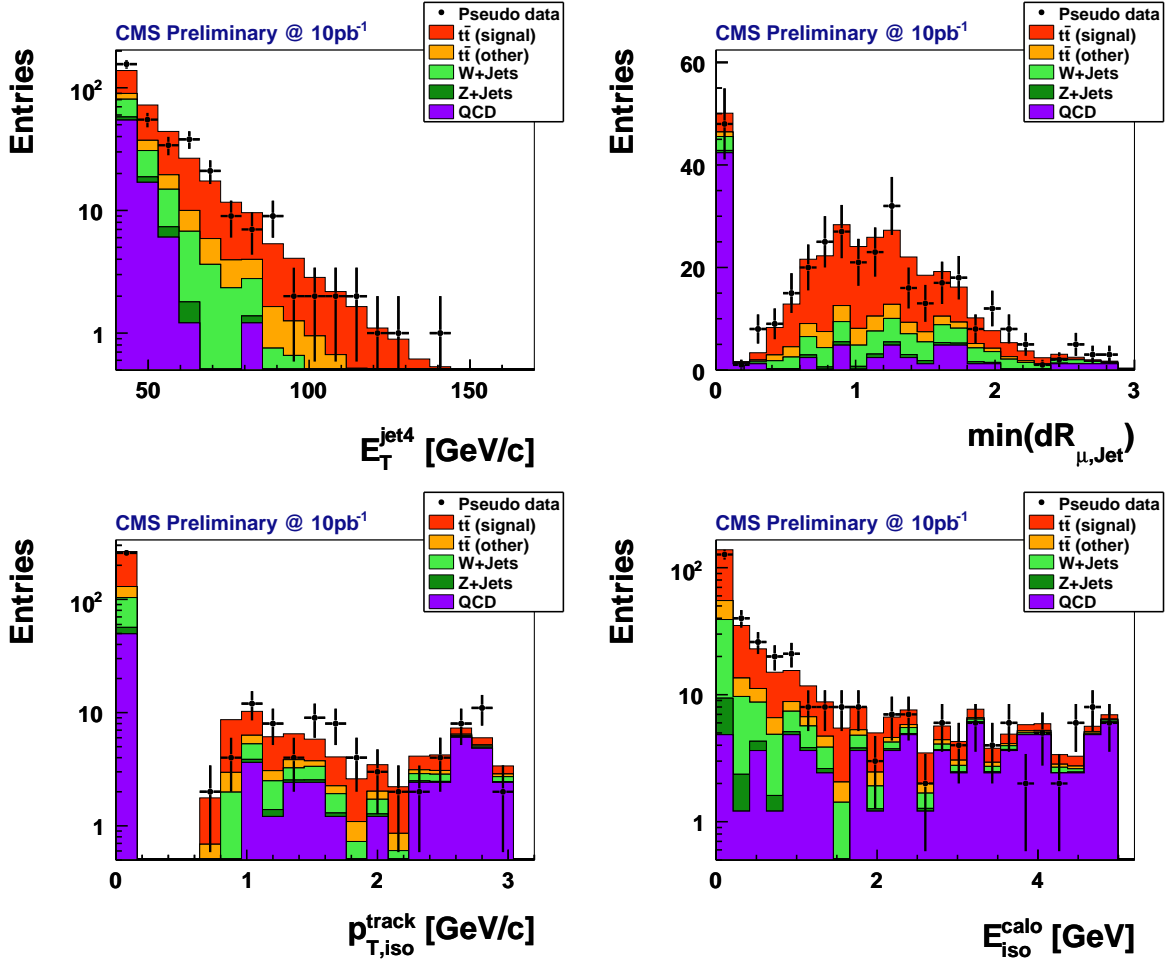 CMS Preliminary @ 10pb⁻¹
Pseudo data
tt̄ (signal)
tt̄ (other)
W+Jets
Z+Jets
QCD
Entries
10²
10
1
50 100 150
E_T^jet4 [GeV/c]
CMS Preliminary @ 10pb⁻¹
Pseudo data
tt̄ (signal)
tt̄ (other)
W+Jets
Z+Jets
QCD
Entries
60
40
20
0
0 1 2 3
min(dR_μ,Jet)
CMS Preliminary @ 10pb⁻¹
Pseudo data
tt̄ (signal)
tt̄ (other)
W+Jets
Z+Jets
QCD
Entries
10²
10
1
0 1 2 3
p_T,iso^track [GeV/c]
CMS Preliminary @ 10pb⁻¹
Pseudo data
tt̄ (signal)
tt̄ (other)
W+Jets
Z+Jets
QCD
Entries
10²
10
1
0 2 4
E_iso^calo [GeV]